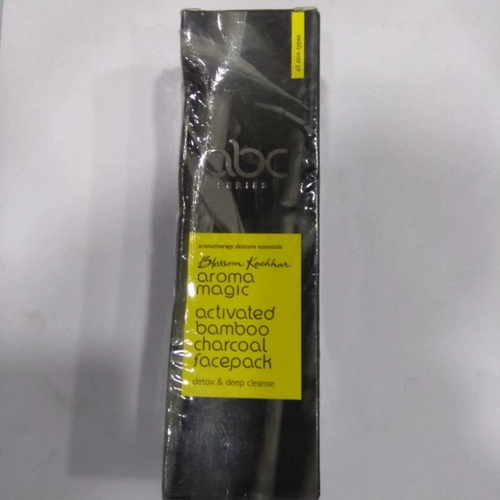 all skin types
abc
SERIES
aromatherapy skincare essentials
Blossom Kochhar
aroma
magic
activated
bamboo
charcoal
facepack
detox & deep cleanse